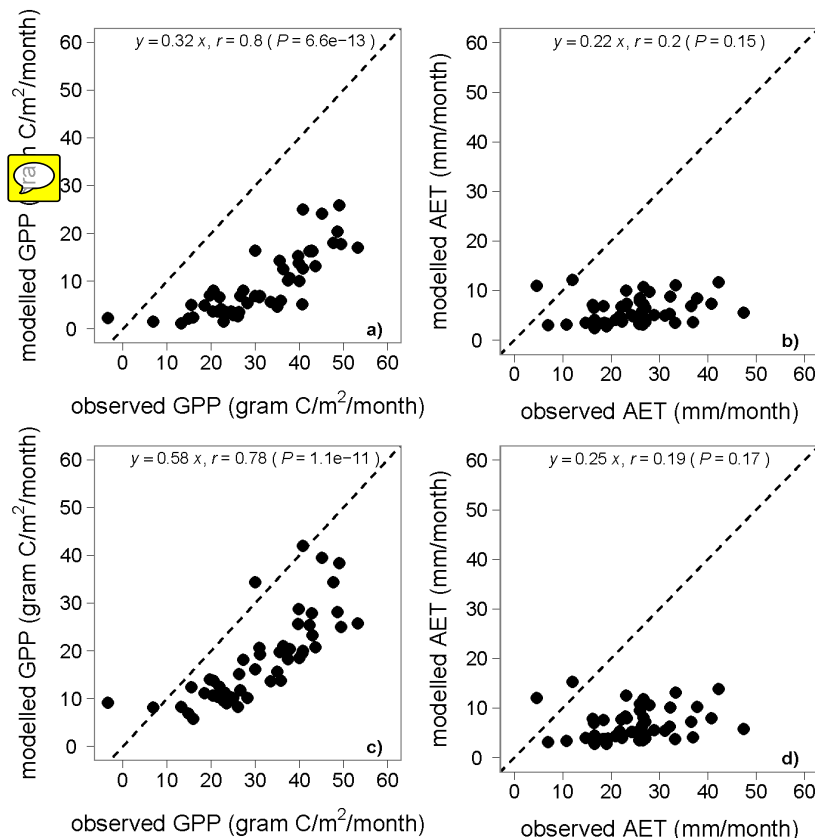 y = 0.32 x, r = 0.8 ( P = 6.6e−13 )
modelled GPP (gram C/m²/month)
60
50
40
30
20
10
0
a)
0 10 20 30 40 50 60
observed GPP (gram C/m²/month)
y = 0.22 x, r = 0.2 ( P = 0.15 )
modelled AET (mm/month)
60
50
40
30
20
10
0
b)
0 10 20 30 40 50 60
observed AET (mm/month)
y = 0.58 x, r = 0.78 ( P = 1.1e−11 )
modelled GPP (gram C/m²/month)
60
50
40
30
20
10
0
c)
0 10 20 30 40 50 60
observed GPP (gram C/m²/month)
y = 0.25 x, r = 0.19 ( P = 0.17 )
modelled AET (mm/month)
60
50
40
30
20
10
0
d)
0 10 20 30 40 50 60
observed AET (mm/month)